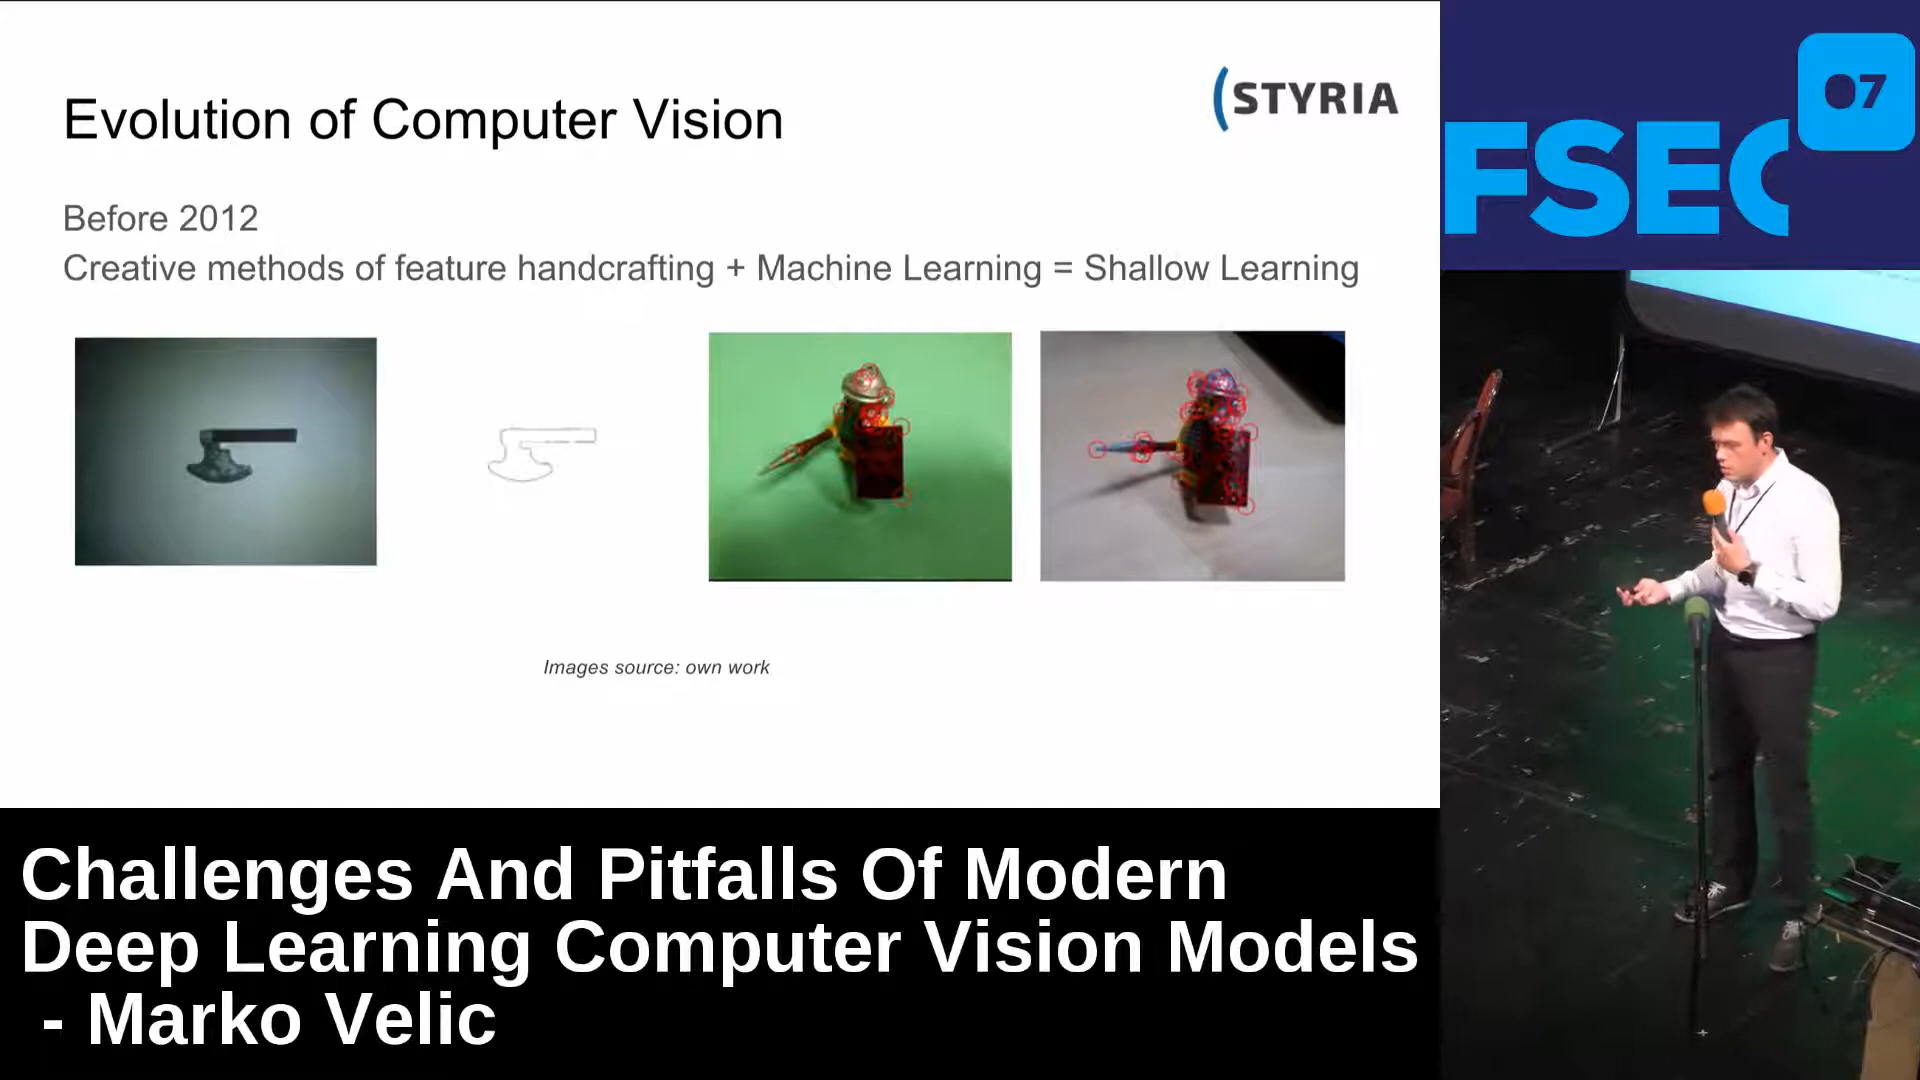 Evolution of Computer Vision
STYRIA
Before 2012
Creative methods of feature handcrafting + Machine Learning = Shallow Learning
Images source: own work
07
FSEC
Challenges And Pitfalls Of Modern
Deep Learning Computer Vision Models
- Marko Velic